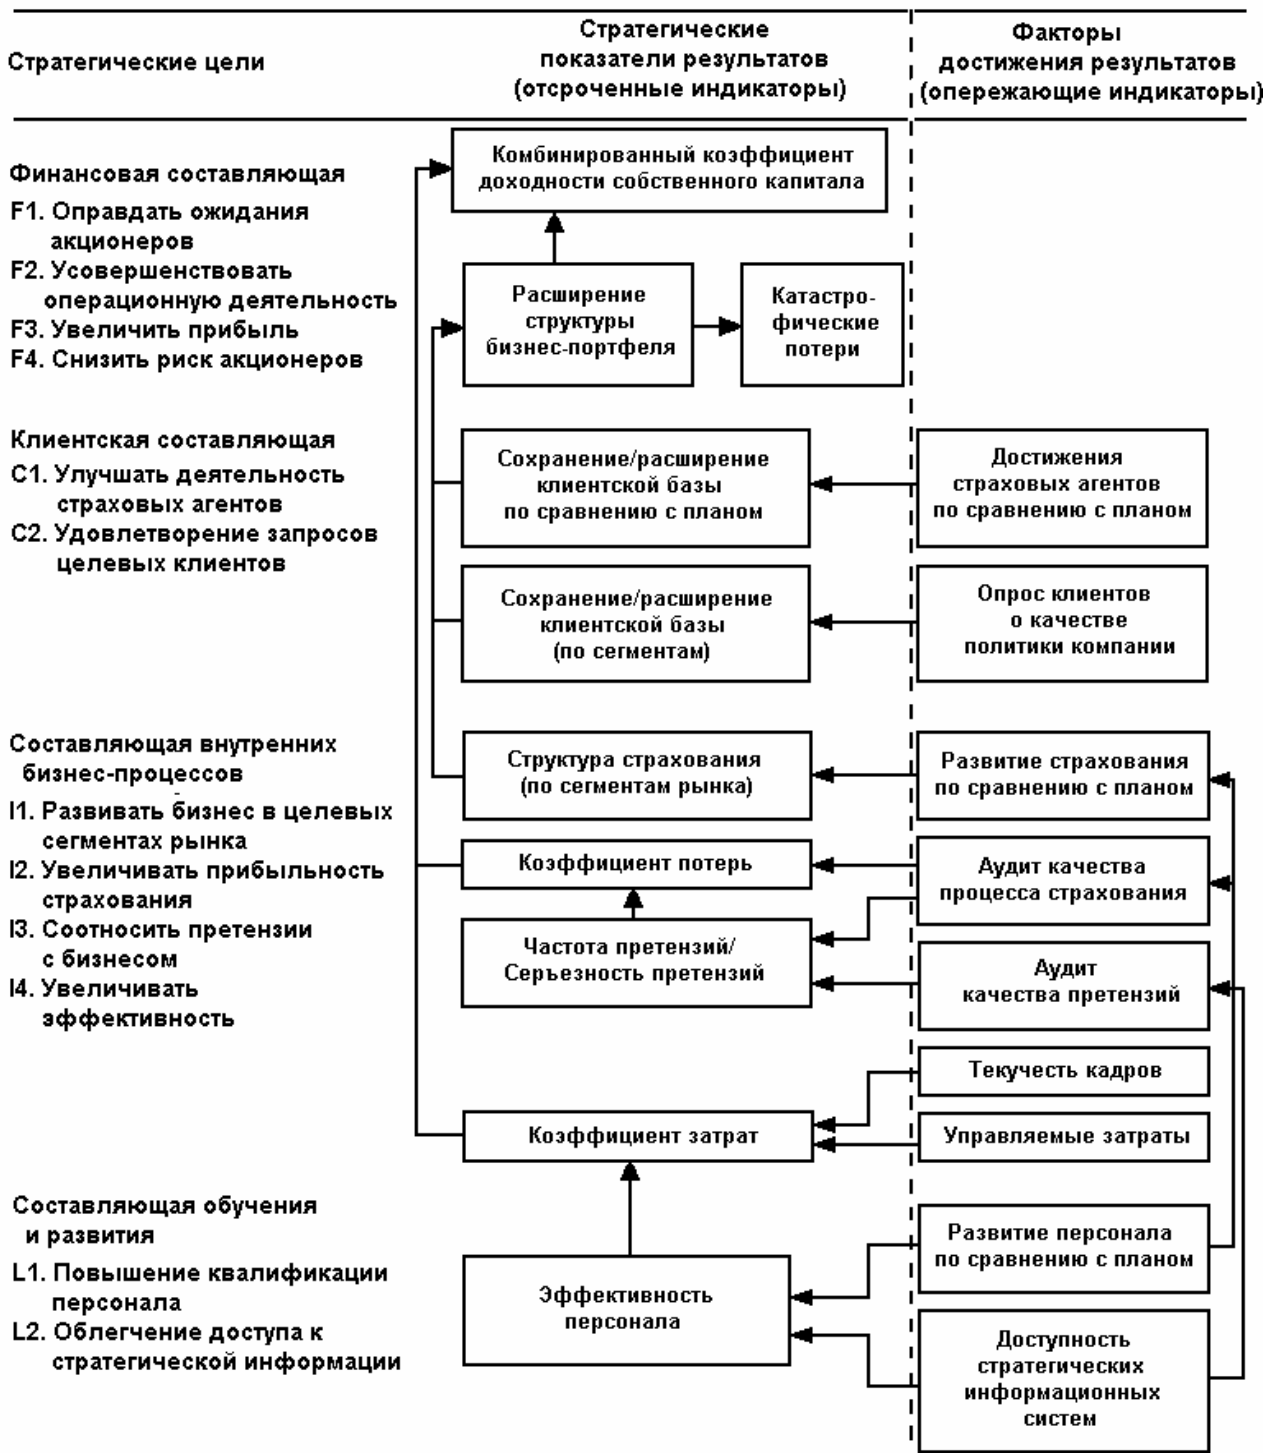 Стратегические цели
Стратегические
показатели результатов
(отсроченные индикаторы)
Факторы
достижения результатов
(опережающие индикаторы)
Финансовая составляющая
F1. Оправдать ожидания
акционеров
F2. Усовершенствовать
операционную деятельность
F3. Увеличить прибыль
F4. Снизить риск акционеров
Комбинированный коэффициент
доходности собственного капитала
Расширение
структуры
бизнес-портфеля
Катастро-
фические
потери
Клиентская составляющая
C1. Улучшать деятельность
страховых агентов
C2. Удовлетворение запросов
целевых клиентов
Сохранение/расширение
клиентской базы
по сравнению с планом
Достижения
страховых агентов
по сравнению с планом
Сохранение/расширение
клиентской базы
(по сегментам)
Опрос клиентов
о качестве
политики компании
Составляющая внутренних
бизнес-процессов
I1. Развивать бизнес в целевых
сегментах рынка
I2. Увеличивать прибыльность
страхования
I3. Соотносить претензии
с бизнесом
I4. Увеличивать
эффективность
Структура страхования
(по сегментам рынка)
Развитие страхования
по сравнению с планом
Коэффициент потерь
Аудит качества
процесса страхования
Частота претензий/
Серъезность претензий
Аудит
качества претензий
Текучесть кадров
Коэффициент затрат
Управляемые затраты
Составляющая обучения
и развития
L1. Повышение квалификации
персонала
L2. Облегчение доступа к
стратегической информации
Эффективность
персонала
Развитие персонала
по сравнению с планом
Доступность
стратегических
информационных
систем